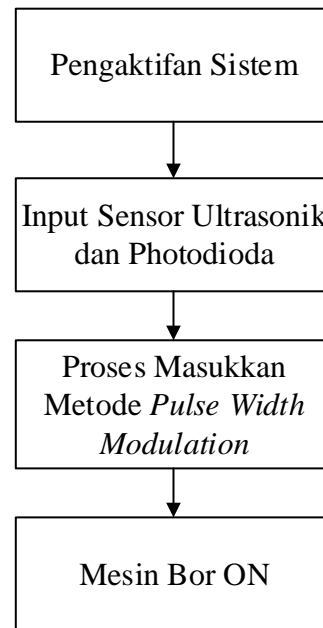 Pengaktifan Sistem
Input Sensor Ultrasonik
dan Photodioda
Proses Masukkan
Metode Pulse Width
Modulation
Mesin Bor ON